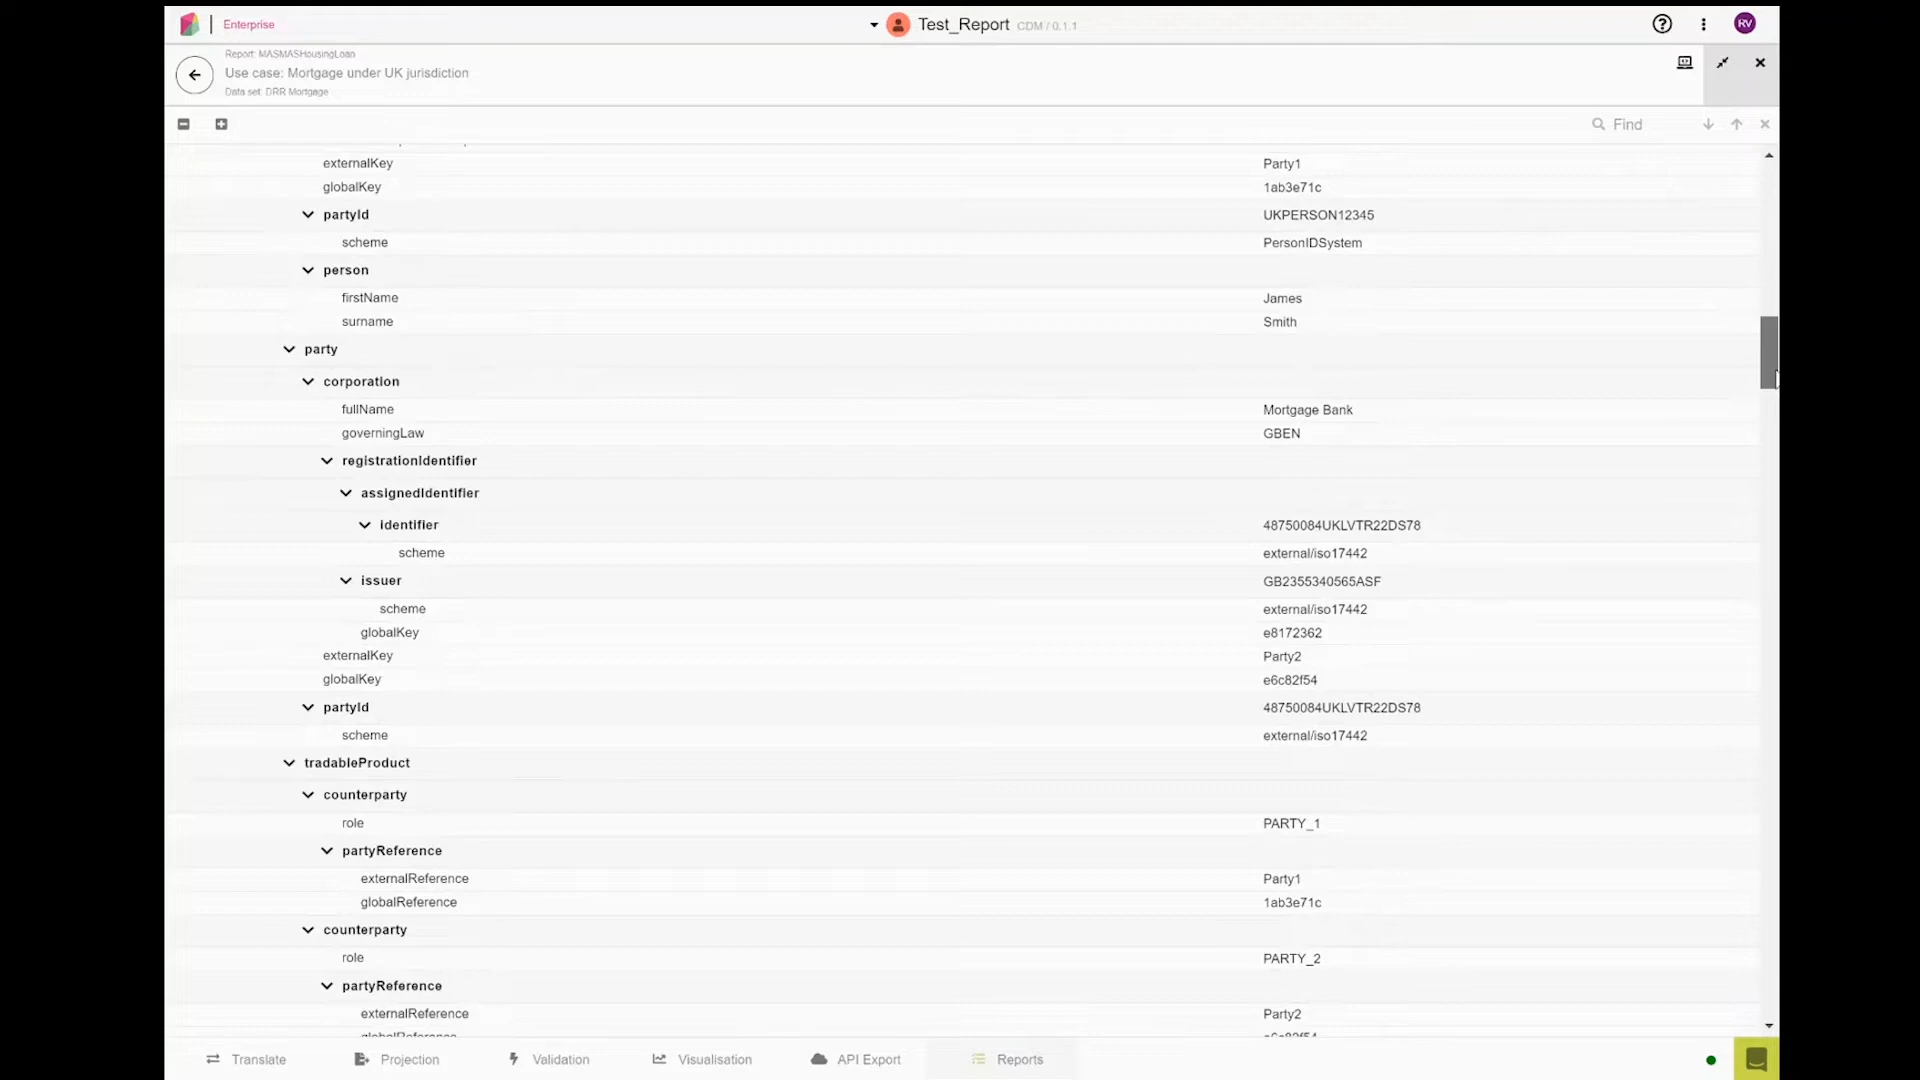 Enterprise
Test_Report CDM / 0.1.1
RV
Report: MASMASHousingLoan
Use case: Mortgage under UK jurisdiction
Data set: DRR Mortgage
Find
externalKey Party1
globalKey 1ab3e71c
partyId UKPERSON12345
scheme PersonIDSystem
person
firstName James
surname Smith
party
corporation
fullName Mortgage Bank
governingLaw GBEN
registrationIdentifier
assignedIdentifier
identifier 48750084UKLVTR22DS78
scheme external/iso17442
issuer GB2355340565ASF
scheme external/iso17442
globalKey e8172362
externalKey Party2
globalKey e6c82f54
partyId 48750084UKLVTR22DS78
scheme external/iso17442
tradableProduct
counterparty
role PARTY_1
partyReference
externalReference Party1
globalReference 1ab3e71c
counterparty
role PARTY_2
partyReference
externalReference Party2
globalReference e6c82f54
Translate Projection Validation Visualisation API Export Reports